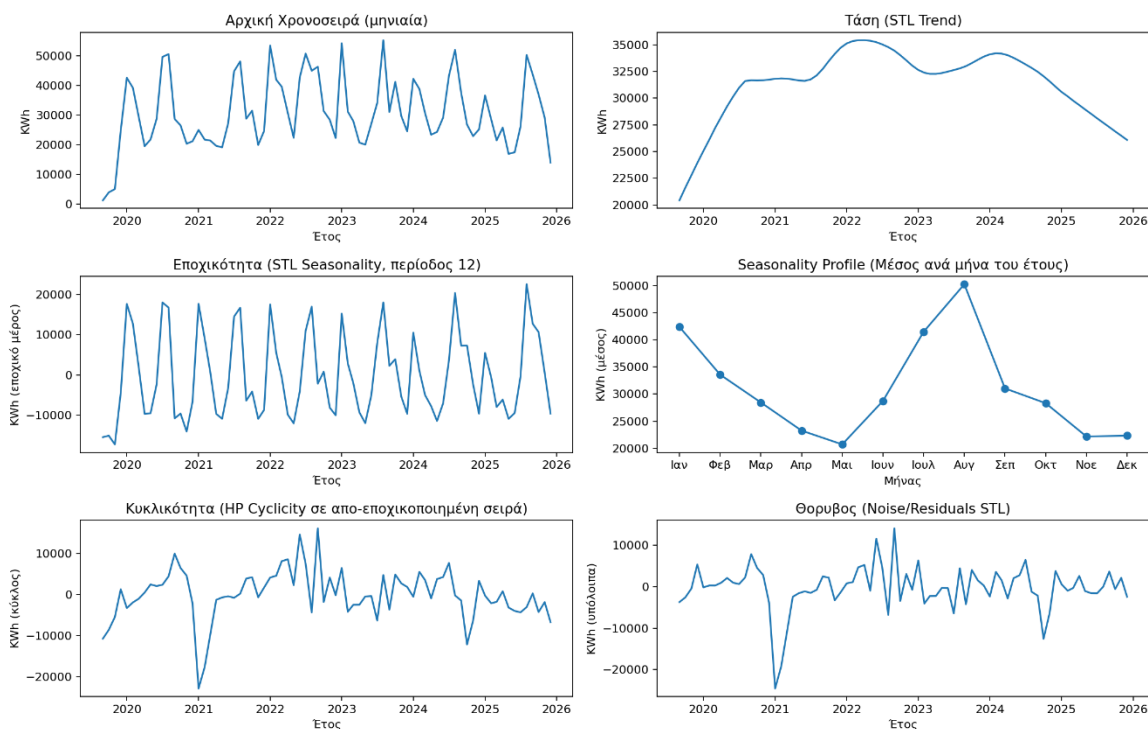 Αρχική Χρονοσειρά (μηνιαία)
KWh
50000
40000
30000
20000
10000
0
2020 2021 2022 2023 2024 2025 2026
Έτος
Τάση (STL Trend)
KWh
35000
32500
30000
27500
25000
22500
20000
2020 2021 2022 2023 2024 2025 2026
Έτος
Εποχικότητα (STL Seasonality, περίοδος 12)
KWh (εποχικό μέρος)
20000
10000
0
−10000
2020 2021 2022 2023 2024 2025 2026
Έτος
Seasonality Profile (Μέσος ανά μήνα του έτους)
KWh (μέσος)
50000
45000
40000
35000
30000
25000
20000
Ιαν Φεβ Μαρ Απρ Μαι Ιουν Ιουλ Αυγ Σεπ Οκτ Νοε Δεκ
Μήνας
Κυκλικότητα (HP Cyclicity σε απο-εποχικοποιημένη σειρά)
KWh (κύκλος)
10000
0
−10000
−20000
2020 2021 2022 2023 2024 2025 2026
Έτος
Θορυβος (Noise/Residuals STL)
KWh (υπόλοιπα)
10000
0
−10000
−20000
2020 2021 2022 2023 2024 2025 2026
Έτος